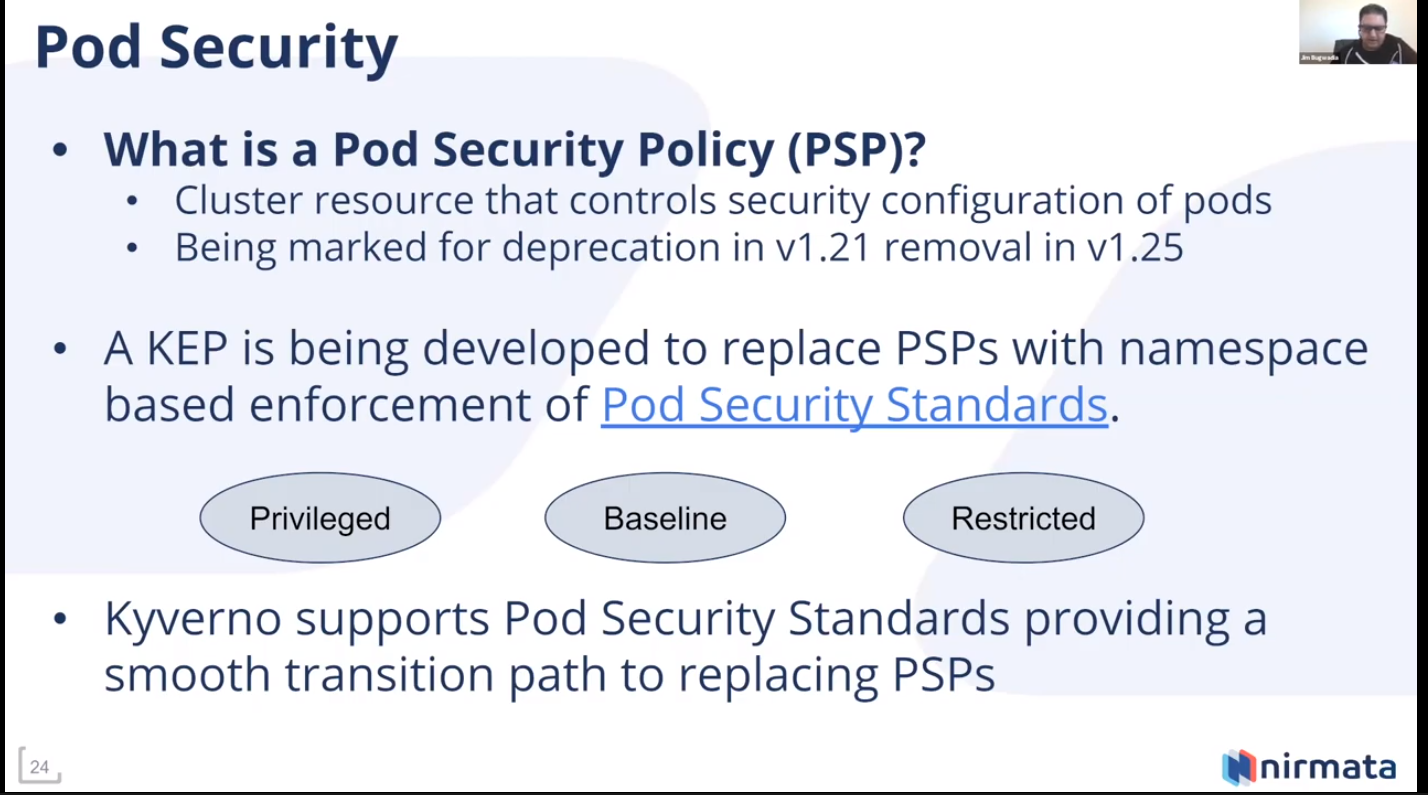 Pod Security
Jim Bugwadia
• What is a Pod Security Policy (PSP)?
• Cluster resource that controls security configuration of pods
• Being marked for deprecation in v1.21 removal in v1.25
• A KEP is being developed to replace PSPs with namespace
based enforcement of Pod Security Standards.
Privileged
Baseline
Restricted
• Kyverno supports Pod Security Standards providing a
smooth transition path to replacing PSPs
24
nirmata